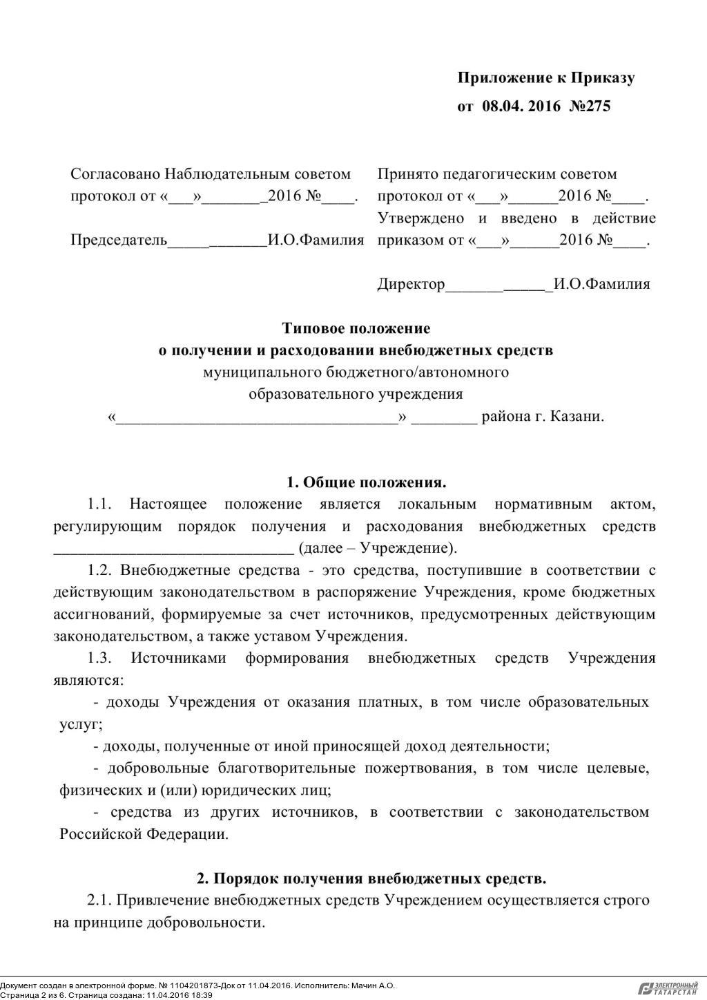 Приложение к Приказу
от 08.04. 2016 №275
Согласовано Наблюдательным советом
протокол от «___»________2016 №____.
Председатель____________И.О.Фамилия
Принято педагогическим советом
протокол от «___»______2016 №____.
Утверждено и введено в действие
приказом от «___»______2016 №____.
Директор_____________И.О.Фамилия
Типовое положение
о получении и расходовании внебюджетных средств
муниципального бюджетного/автономного
образовательного учреждения
«__________________________________» ________ района г. Казани.
1. Общие положения.
1.1. Настоящее положение является локальным нормативным актом,
регулирующим порядок получения и расходования внебюджетных средств
_____________________________ (далее – Учреждение).
1.2. Внебюджетные средства - это средства, поступившие в соответствии с
действующим законодательством в распоряжение Учреждения, кроме бюджетных
ассигнований, формируемые за счет источников, предусмотренных действующим
законодательством, а также уставом Учреждения.
1.3. Источниками формирования внебюджетных средств Учреждения
являются:
- доходы Учреждения от оказания платных, в том числе образовательных
услуг;
- доходы, полученные от иной приносящей доход деятельности;
- добровольные благотворительные пожертвования, в том числе целевые,
физических и (или) юридических лиц;
- средства из других источников, в соответствии с законодательством
Российской Федерации.
2. Порядок получения внебюджетных средств.
2.1. Привлечение внебюджетных средств Учреждением осуществляется строго
на принципе добровольности.
Документ создан в электронной форме. № 1104201873-Док от 11.04.2016. Исполнитель: Мачин А.О.
Страница 2 из 6. Страница создана: 11.04.2016 18:39
ЭЛЕКТРОННЫЙ
ТАТАРСТАН